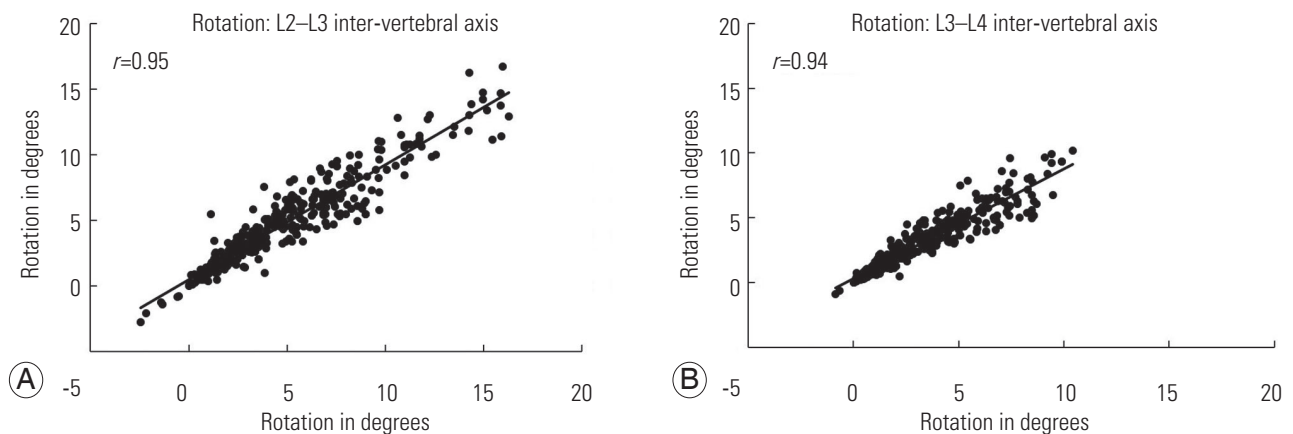 Rotation: L2–L3 inter-vertebral axis
r=0.95
20
15
10
5
0
-5
Rotation in degrees
0 5 10 15 20
Rotation in degrees
A
Rotation: L3–L4 inter-vertebral axis
r=0.94
20
15
10
5
0
-5
Rotation in degrees
0 5 10 15 20
Rotation in degrees
B